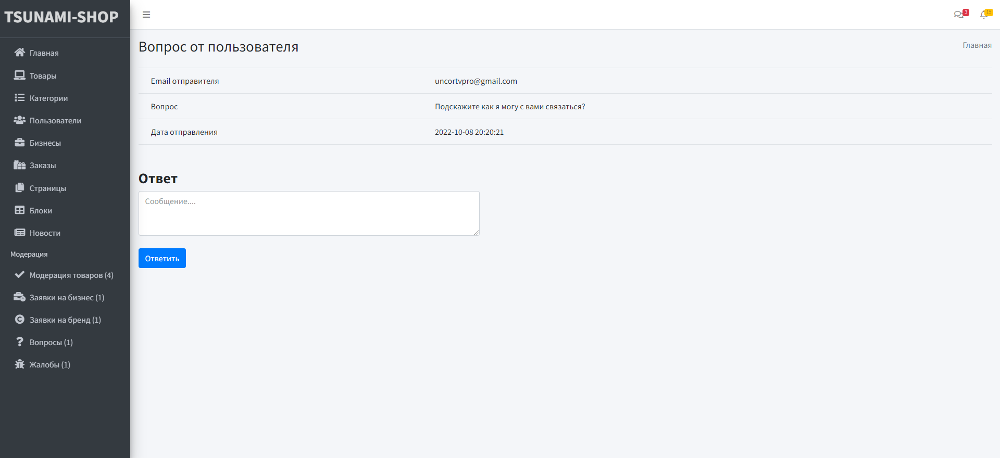 TSUNAMI-SHOP
3
15
Главная
Товары
Категории
Пользователи
Бизнесы
Заказы
Страницы
Блоки
Новости
Модерация
Модерация товаров (4)
Заявки на бизнес (1)
Заявки на бренд (1)
Вопросы (1)
Жалобы (1)
Вопрос от пользователя
Главная
Email отправителя uncortvpro@gmail.com
Вопрос Подскажите как я могу с вами связаться?
Дата отправления 2022-10-08 20:20:21
Ответ
Сообщение....
Ответить